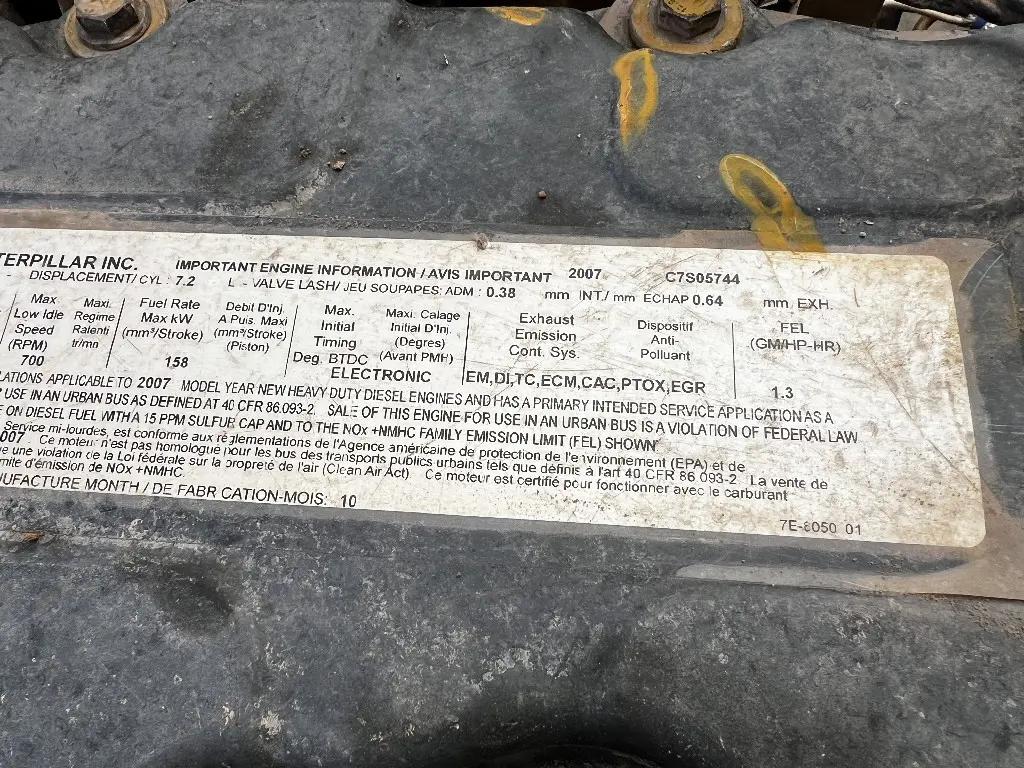 TERPILLAR INC. IMPORTANT ENGINE INFORMATION / AVIS IMPORTANT 2007 C7S05744
- DISPLACEMENT/CYL : 7.2 L - VALVE LASH/ JEU SOUPAPES: ADM : 0.38 mm INT./ mm ECHAP 0.64 mm EXH.
Max. Low Idle Speed (RPM)
Maxi. Regime Ralenti tr/mn
Fuel Rate Max kW (mm³/Stroke)
Debit D'Inj. A Puis. Maxi (mm³/Stroke) (Piston)
Max. Initial Timing Deg. BTDC
Maxi. Calage Initial D'Inj. (Degres) (Avant PMH)
Exhaust Emission Cont. Sys.
Dispositif Anti-Polluant
FEL (GM/HP-HR)
700 158 ELECTRONIC EM,DI,TC,ECM,CAC,PTOX,EGR 1.3
LATIONS APPLICABLE TO 2007 MODEL YEAR NEW HEAVY DUTY DIESEL ENGINES AND HAS A PRIMARY INTENDED SERVICE APPLICATION AS A
USE IN AN URBAN BUS AS DEFINED AT 40 CFR 86.093-2. SALE OF THIS ENGINE FOR USE IN AN URBAN BUS IS A VIOLATION OF FEDERAL LAW
E ON DIESEL FUEL WITH A 15 PPM SULFUR CAP AND TO THE NOx +NMHC FAMILY EMISSION LIMIT (FEL) SHOWN.
Service mi-lourdes, est conforme aux réglementations de l'Agence américaine de protection de l'environnement (EPA) et de
007 . Ce moteur n'est pas homologué pour les bus des transports publics urbains tels que définis à l'art 40 CFR 86 093-2. La vente de
e une violation de la Loi fédérale sur la propreté de l'air (Clean Air Act). Ce moteur est certifié pour fonctionner avec le carburant
mite d'émission de NOx +NMHC
NUFACTURE MONTH / DE FABRICATION-MOIS: 10
7E-6050 01